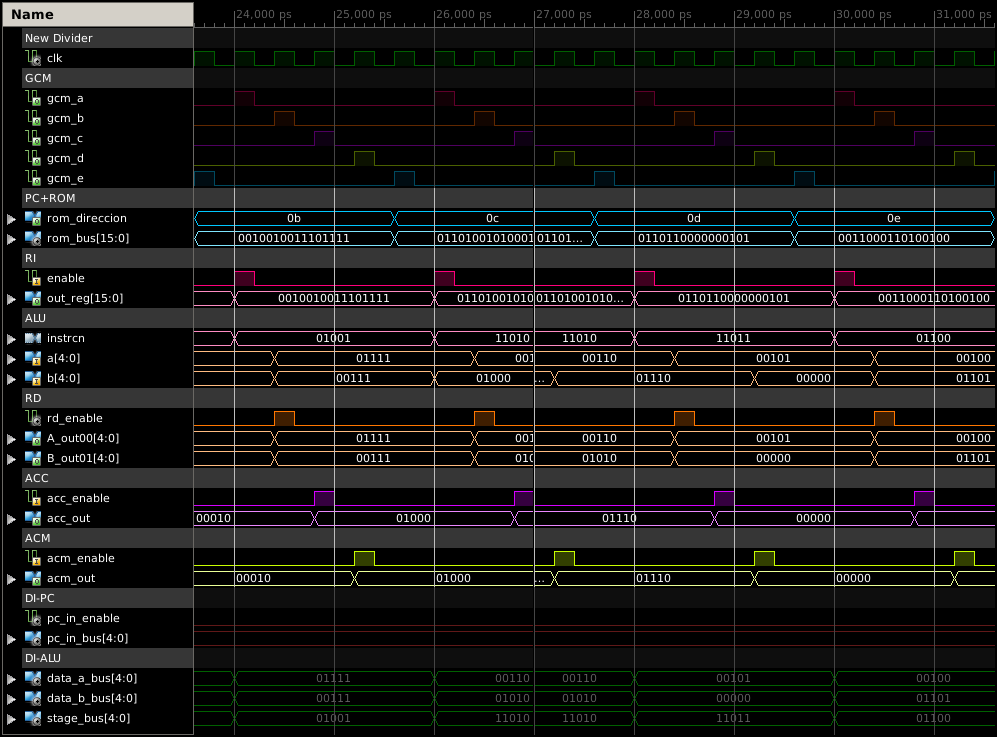 Name 24,000 ps 25,000 ps 26,000 ps 27,000 ps 28,000 ps 29,000 ps 30,000 ps 31,000 ps
New Divider
clk
GCM
gcm_a
gcm_b
gcm_c
gcm_d
gcm_e
PC+ROM
rom_direccion 0b 0c 0d 0e
rom_bus[15:0] 0010010011101111 01101001010001 01101... 0110110000000101 0011000110100100
RI
enable
out_reg[15:0] 0010010011101111 01101001010 01101001010... 0110110000000101 0011000110100100
ALU
instrcn 01001 11010 11010 11011 01100
a[4:0] 01111 001 00110 00101 00100
b[4:0] 00111 01000 ... 01110 00000 01101
RD
rd_enable
A_out00[4:0] 01111 001 00110 00101 00100
B_out01[4:0] 00111 010 01010 00000 01101
ACC
acc_enable
acc_out 00010 01000 01110 00000
ACM
acm_enable
acm_out 00010 01000 ... 01110 00000
DI-PC
pc_in_enable
pc_in_bus[4:0]
DI-ALU
data_a_bus[4:0] 01111 00110 00110 00101 00100
data_b_bus[4:0] 00111 01010 01010 00000 01101
stage_bus[4:0] 01001 11010 11010 11011 01100